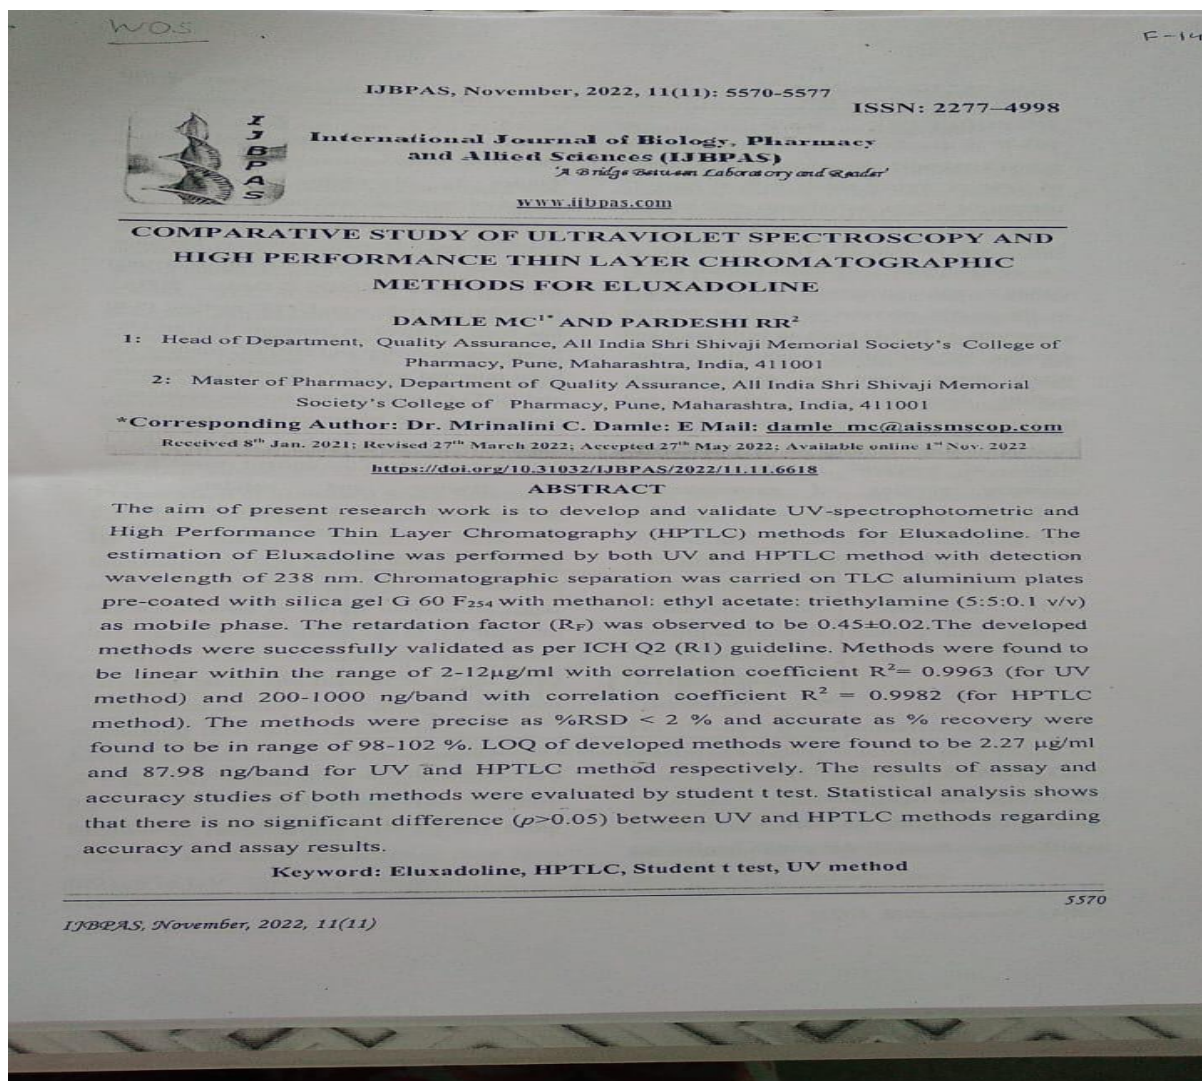 WOS
F-14
IJBPAS, November, 2022, 11(11): 5570-5577
ISSN: 2277–4998
I
J
B
P
A
S
International Journal of Biology, Pharmacy
and Allied Sciences (IJBPAS)
'A Bridge Between Laboratory and Reader'
www.ijbpas.com
COMPARATIVE STUDY OF ULTRAVIOLET SPECTROSCOPY AND
HIGH PERFORMANCE THIN LAYER CHROMATOGRAPHIC
METHODS FOR ELUXADOLINE
DAMLE MC¹* AND PARDESHI RR²
1: Head of Department, Quality Assurance, All India Shri Shivaji Memorial Society's College of
Pharmacy, Pune, Maharashtra, India, 411001
2: Master of Pharmacy, Department of Quality Assurance, All India Shri Shivaji Memorial
Society's College of Pharmacy, Pune, Maharashtra, India, 411001
*Corresponding Author: Dr. Mrinalini C. Damle: E Mail: damle_mc@aissmscop.com
Received 8th Jan. 2021; Revised 27th March 2022; Accepted 27th May 2022; Available online 1st Nov. 2022
https://doi.org/10.31032/IJBPAS/2022/11.11.6618
ABSTRACT
The aim of present research work is to develop and validate UV-spectrophotometric and
High Performance Thin Layer Chromatography (HPTLC) methods for Eluxadoline. The
estimation of Eluxadoline was performed by both UV and HPTLC method with detection
wavelength of 238 nm. Chromatographic separation was carried on TLC aluminium plates
pre-coated with silica gel G 60 F₂₅₄ with methanol: ethyl acetate: triethylamine (5:5:0.1 v/v)
as mobile phase. The retardation factor (RF) was observed to be 0.45±0.02.The developed
methods were successfully validated as per ICH Q2 (R1) guideline. Methods were found to
be linear within the range of 2-12µg/ml with correlation coefficient R²= 0.9963 (for UV
method) and 200-1000 ng/band with correlation coefficient R² = 0.9982 (for HPTLC
method). The methods were precise as %RSD < 2 % and accurate as % recovery were
found to be in range of 98-102 %. LOQ of developed methods were found to be 2.27 µg/ml
and 87.98 ng/band for UV and HPTLC method respectively. The results of assay and
accuracy studies of both methods were evaluated by student t test. Statistical analysis shows
that there is no significant difference (p>0.05) between UV and HPTLC methods regarding
accuracy and assay results.
Keyword: Eluxadoline, HPTLC, Student t test, UV method
5570
IJBPAS, November, 2022, 11(11)